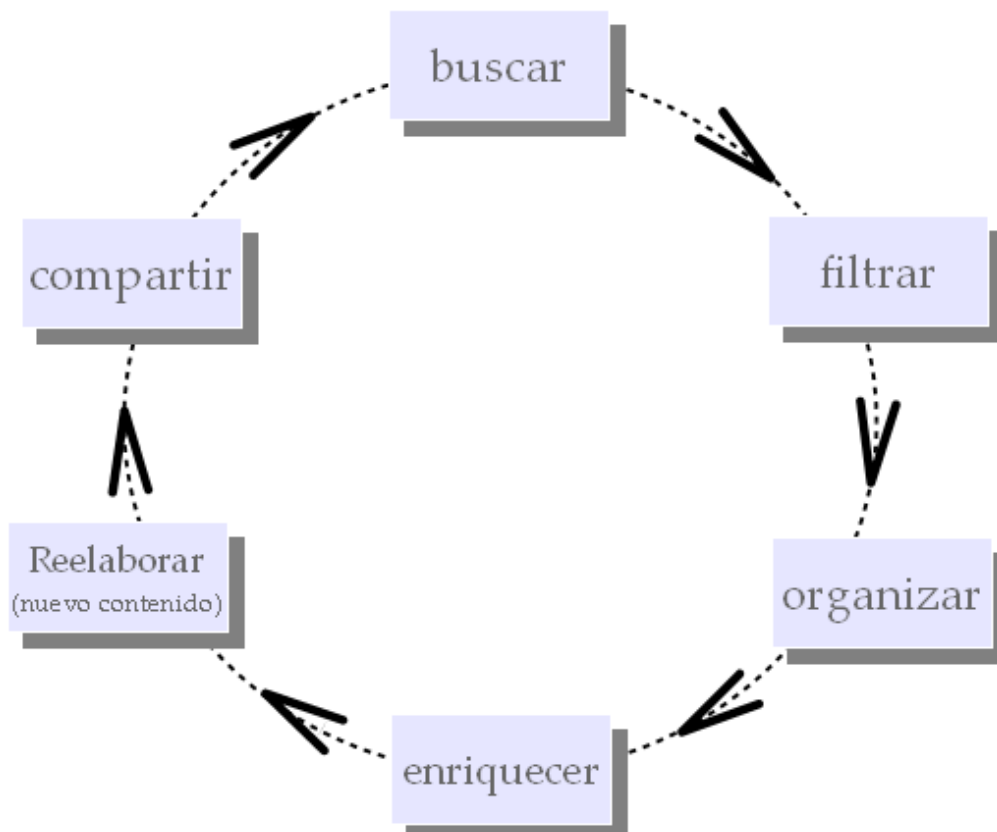 buscar
filtrar
organizar
enriquecer
Reelaborar
(nuevo contenido)
compartir